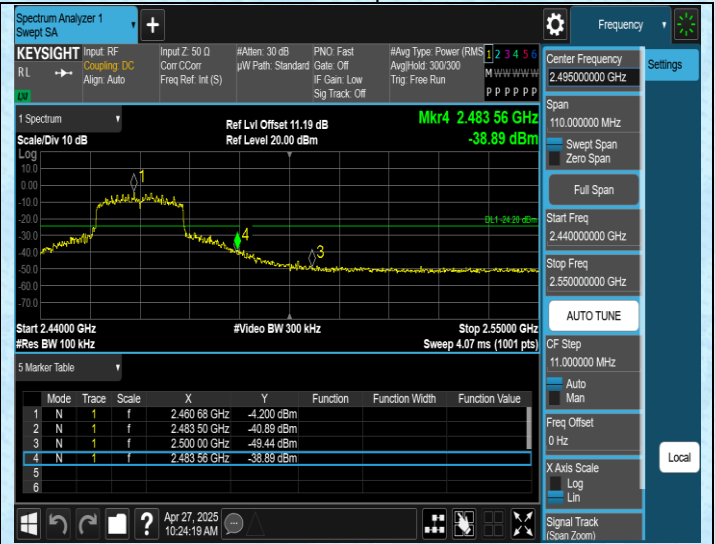 Spectrum Analyzer 1
Swept SA
Frequency
KEYSIGHT Input: RF
RL
Coupling: DC
Align: Auto
LXI
Input Z: 50 Ω
Corr CCorr
Freq Ref: Int (S)
#Atten: 30 dB
µW Path: Standard
PNO: Fast
Gate: Off
IF Gain: Low
Sig Track: Off
#Avg Type: Power (RMS
Avg|Hold: 300/300
Trig: Free Run
1 2 3 4 5 6
M W W W W W
P P P P P P
Center Frequency
2.495000000 GHz
Settings
Span
110.000000 MHz
Swept Span
Zero Span
Full Span
Start Freq
2.440000000 GHz
Stop Freq
2.550000000 GHz
AUTO TUNE
CF Step
11.000000 MHz
Auto
Man
Freq Offset
0 Hz
X Axis Scale
Log
Lin
Signal Track
(Span Zoom)
Local
1 Spectrum
Scale/Div 10 dB
Ref Lvl Offset 11.19 dB
Ref Level 20.00 dBm
Mkr4 2.483 56 GHz
-38.89 dBm
Log
10.0
0.00
-10.0
-20.0
-30.0
-40.0
-50.0
-60.0
-70.0
1
4
3
DL1 -24.20 dBm
Start 2.44000 GHz
#Res BW 100 kHz
#Video BW 300 kHz
Stop 2.55000 GHz
Sweep 4.07 ms (1001 pts)
5 Marker Table
Mode Trace Scale X Y Function Function Width Function Value
1 N 1 f 2.460 68 GHz -4.200 dBm
2 N 1 f 2.483 50 GHz -40.89 dBm
3 N 1 f 2.500 00 GHz -49.44 dBm
4 N 1 f 2.483 56 GHz -38.89 dBm
5
6
?
Apr 27, 2025
10:24:19 AM